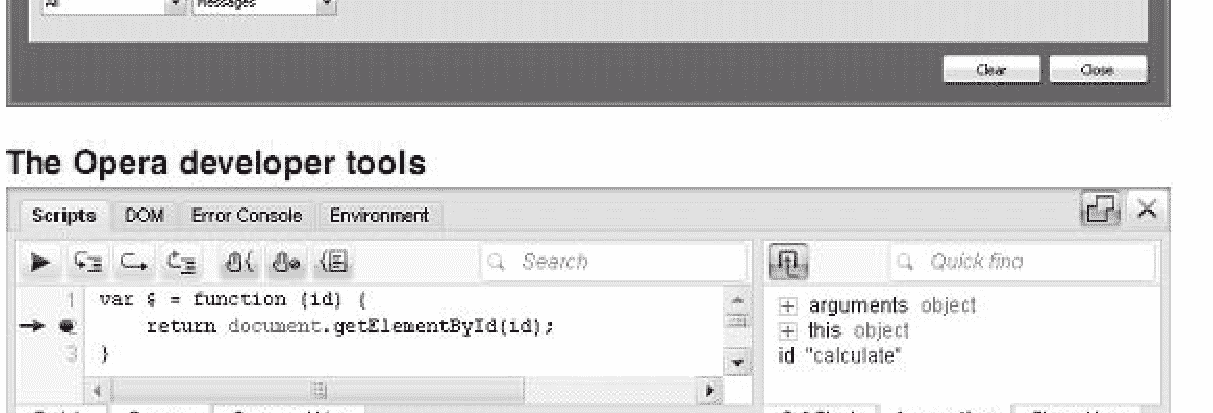 All Messages
Clear Close
The Opera developer tools
Scripts DOM Error Console Environment
Search
Quick find
1 var $ = function (id) {
return document.getElementById(id);
3 }
+ arguments object
+ this object
id "calculate"